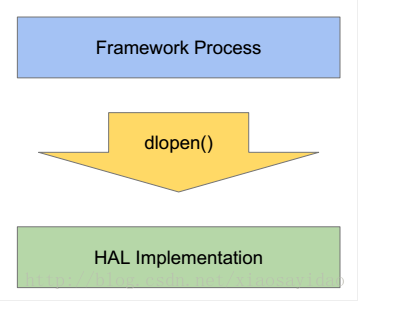 Framework Process
dlopen()
HAL Implementation
http://blog.csdn.net/xiaosayidao